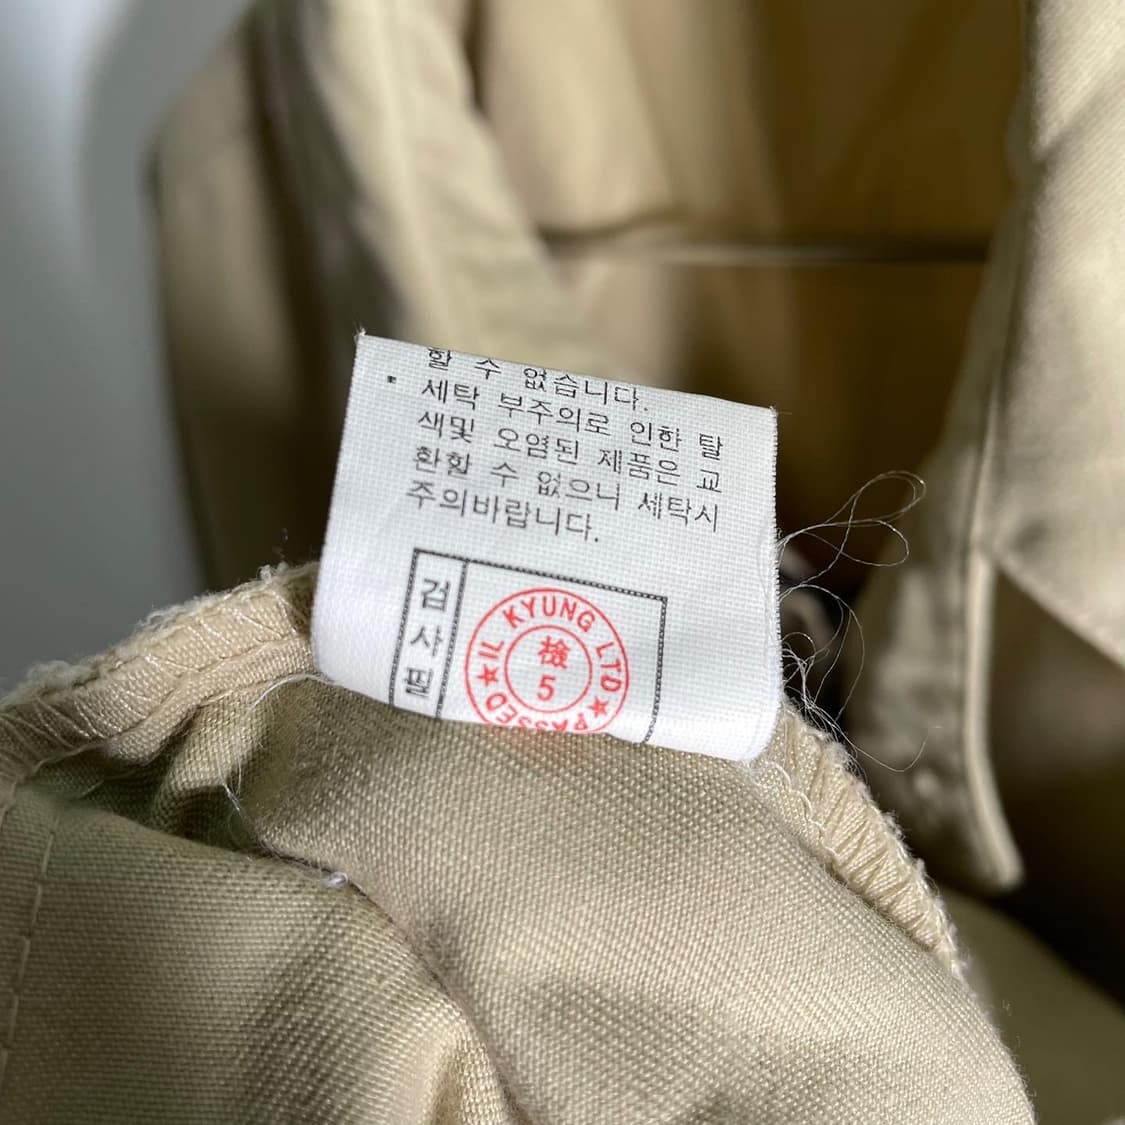 할 수 없습니다.
· 세탁 부주의로 인한 탈
색및 오염된 제품은 교
환할 수 없으니 세탁시
주의바랍니다.
검사필
IL KYUNG LTD
檢
5
★ PASSED ★